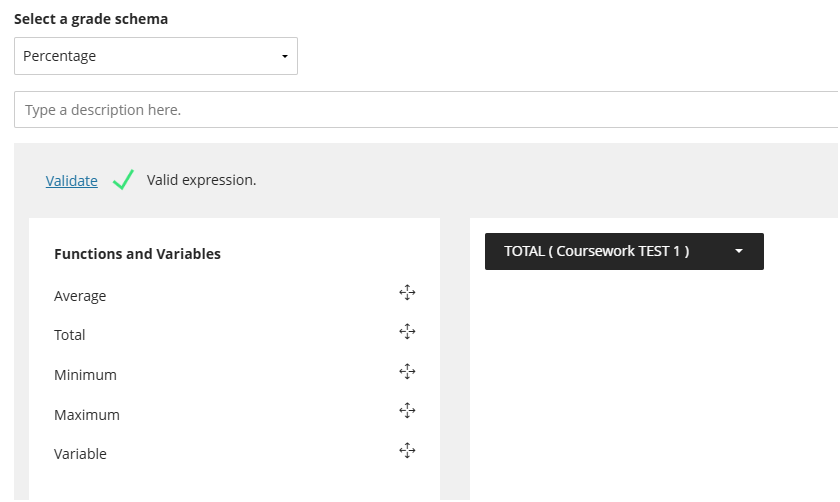 Select a grade schema
Percentage
Type a description here.
Validate Valid expression.
Functions and Variables
TOTAL ( Coursework TEST 1 )
Average
Total
Minimum
Maximum
Variable